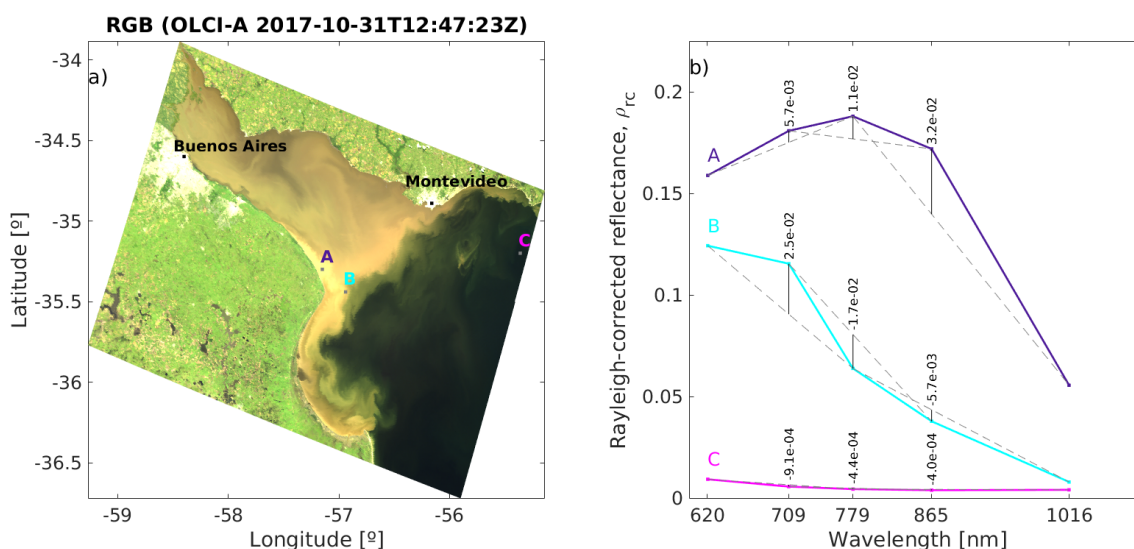 RGB (OLCI-A 2017-10-31T12:47:23Z)
a)
-34
-34.5
-35
-35.5
-36
-36.5
Latitude [º]
Buenos Aires
Montevideo
A
B
C
-59
-58
-57
-56
Longitude [º]
b)
0.2
0.15
0.1
0.05
0
Rayleigh-corrected reflectance, ρrc
A
5.7e-03
1.1e-02
3.2e-02
B
2.5e-02
-1.7e-02
-5.7e-03
C
-9.1e-04
-4.4e-04
-4.0e-04
620
709
779
865
1016
Wavelength [nm]